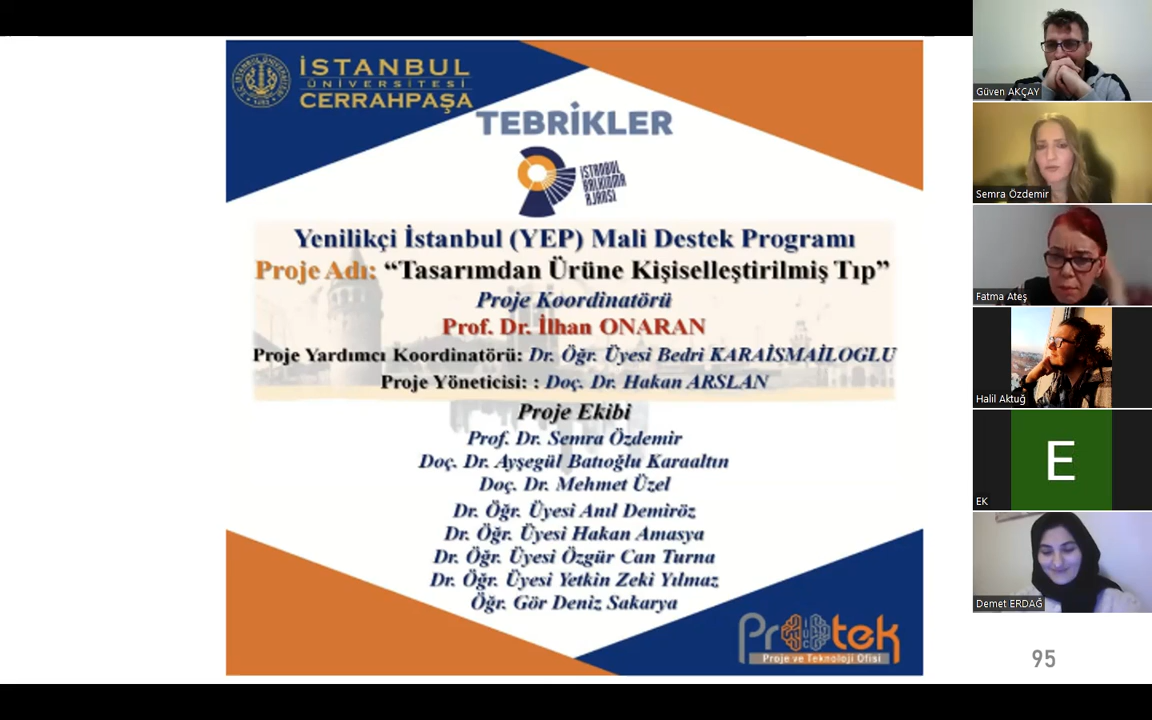 İSTANBUL
ÜNİVERSİTESİ
CERRAHPAŞA
TEBRİKLER
İSTANBUL
KALKINMA
AJANSI
Yenilikçi İstanbul (YEP) Mali Destek Programı
Proje Adı: “Tasarımdan Ürüne Kişiselleştirilmiş Tıp”
Proje Koordinatörü
Prof. Dr. İlhan ONARAN
Proje Yardımcı Koordinatörü: Dr. Öğr. Üyesi Bedri KARAİSMAİLOGLU
Proje Yöneticisi: : Doç. Dr. Hakan ARSLAN
Proje Ekibi
Prof. Dr. Semra Özdemir
Doç. Dr. Ayşegül Batıoğlu Karaaltın
Doç. Dr. Mehmet Üzel
Dr. Öğr. Üyesi Anıl Demiröz
Dr. Öğr. Üyesi Hakan Amasya
Dr. Öğr. Üyesi Özgür Can Turna
Dr. Öğr. Üyesi Yetkin Zeki Yılmaz
Öğr. Gör Deniz Sakarya
Protek
Proje ve Teknoloji Ofisi
95
Güven AKÇAY
Semra Özdemir
Fatma Ateş
Halil Aktuğ
E
EK
Demet ERDAĞ